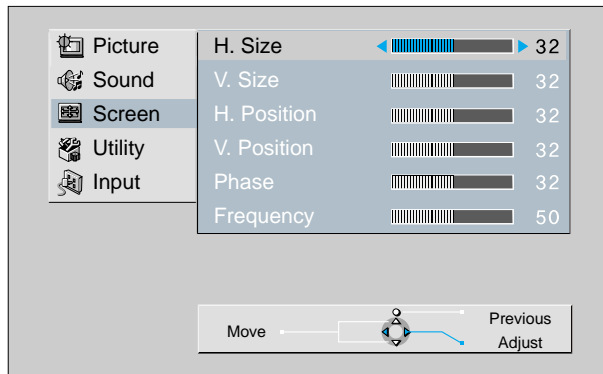 Picture
Sound
Screen
Utility
Input
H. Size 32
V. Size 32
H. Position 32
V. Position 32
Phase 32
Frequency 50
Move
Previous
Adjust